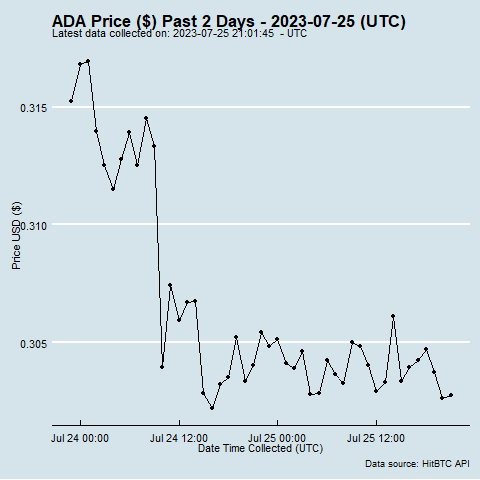 ADA Price ($) Past 2 Days - 2023-07-25 (UTC)
Latest data collected on: 2023-07-25 21:01:45  - UTC
Price USD ($)
0.315
0.310
0.305
Jul 24 00:00
Jul 24 12:00
Jul 25 00:00
Jul 25 12:00
Date Time Collected (UTC)
Data source: HitBTC API